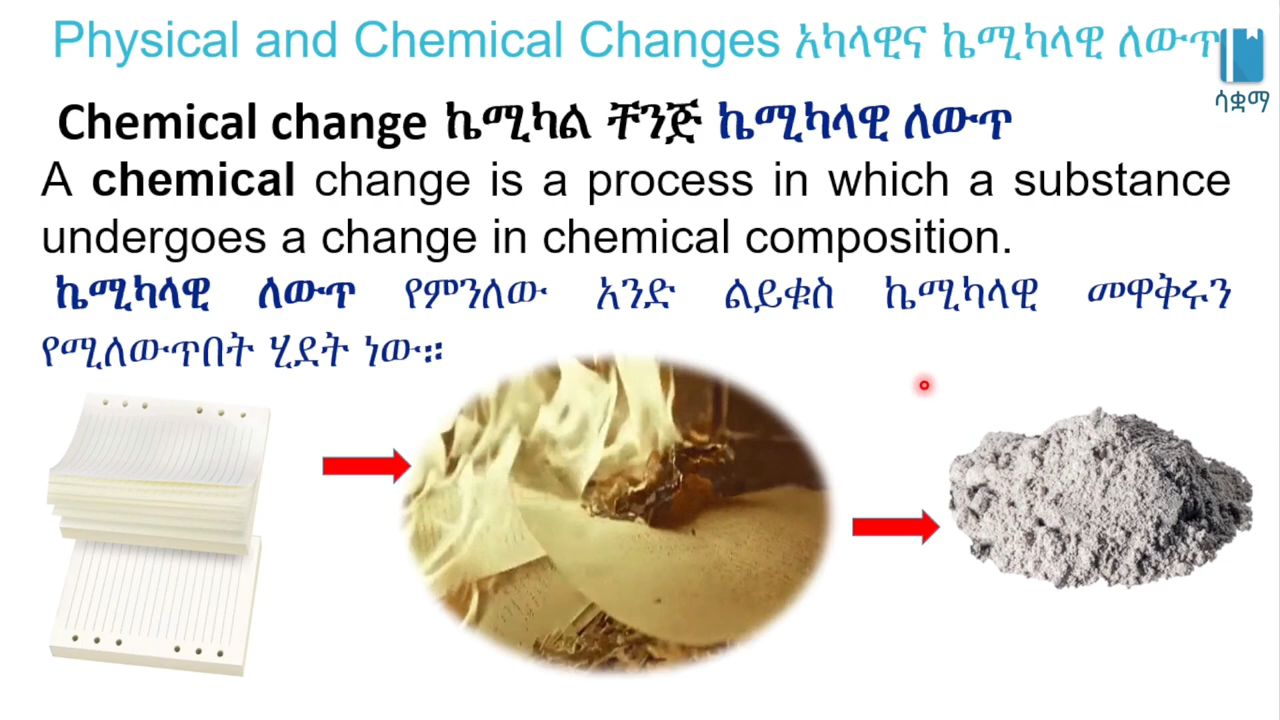 Physical and Chemical Changes አካላዊና ኬሚካላዊ ለውጥ
ሳቋማ
Chemical change ኬሚካል ቸንጅ ኬሚካላዊ ለውጥ
A chemical change is a process in which a substance
undergoes a change in chemical composition.
ኬሚካላዊ ለውጥ የምንለው አንድ ልይቁስ ኬሚካላዊ መዋቅሩን
የሚለውጥበት ሂደት ነው።